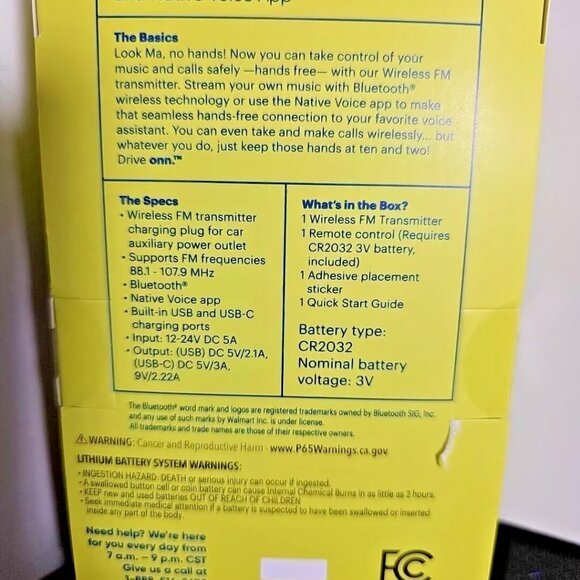 and Native Voice App
The Basics
Look Ma, no hands! Now you can take control of your
music and calls safely —hands free— with our Wireless FM
transmitter. Stream your own music with Bluetooth®
wireless technology or use the Native Voice app to make
that seamless hands-free connection to your favorite voice
assistant. You can even take and make calls wirelessly... but
whatever you do, just keep those hands at ten and two!
Drive onn.™
The Specs
• Wireless FM transmitter
charging plug for car
auxiliary power outlet
• Supports FM frequencies
88.1 - 107.9 MHz
• Bluetooth®
• Native Voice app
• Built-in USB and USB-C
charging ports
• Input: 12-24V DC 5A
• Output: (USB) DC 5V/2.1A,
(USB-C) DC 5V/3A,
9V/2.22A
What's in the Box?
1 Wireless FM Transmitter
1 Remote control (Requires
CR2032 3V battery,
included)
1 Adhesive placement
sticker
1 Quick Start Guide
Battery type:
CR2032
Nominal battery
voltage: 3V
The Bluetooth® word mark and logos are registered trademarks owned by Bluetooth SIG, Inc.
and any use of such marks by Walmart Inc. is under license.
All trademarks and trade names are those of their respective owners.
⚠WARNING: Cancer and Reproductive Harm - www.P65Warnings.ca.gov
LITHIUM BATTERY SYSTEM WARNINGS:
• INGESTION HAZARD: DEATH or serious injury can occur if ingested.
• A swallowed button cell or coin battery can cause Internal Chemical Burns in as little as 2 hours.
• KEEP new and used batteries OUT OF REACH OF CHILDREN
• Seek immediate medical attention if a battery is suspected to have been swallowed or inserted
inside any part of the body.
Need help? We're here
for you every day from
7 a.m. – 9 p.m. CST
Give us a call at
FC